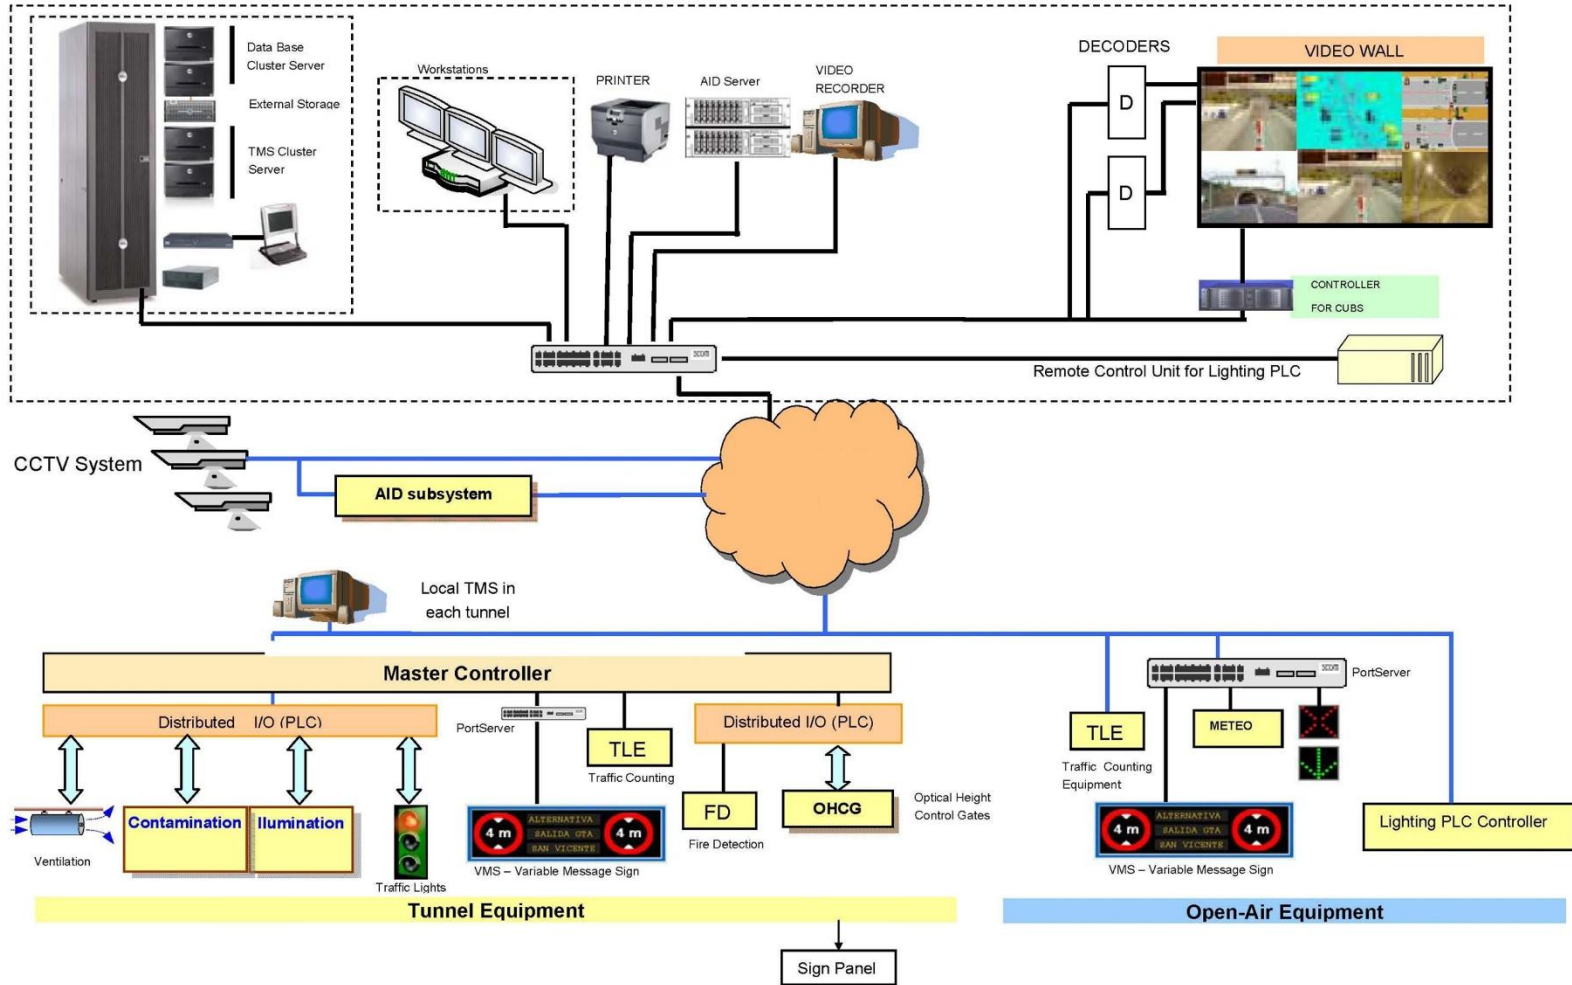 Data Base
Cluster Server
External Storage
TMS Cluster
Server
Workstations
PRINTER
AID Server
VIDEO
RECORDER
DECODERS
D
D
VIDEO WALL
CONTROLLER
FOR CUBS
3COM
Remote Control Unit for Lighting PLC
CCTV System
AID subsystem
Local TMS in
each tunnel
Master Controller
Distributed I/O (PLC)
PortServer
TLE
Traffic Counting
Distributed I/O (PLC)
3COM
PortServer
TLE
Traffic Counting
Equipment
METEO
Ventilation
Contamination
Ilumination
Traffic Lights
4 m
ALTERNATIVA
SALIDA GTA
SAN VICENTE
4 m
VMS – Variable Message Sign
FD
Fire Detection
OHCG
Optical Height
Control Gates
4 m
ALTERNATIVA
SALIDA GTA
SAN VICENTE
4 m
VMS – Variable Message Sign
Lighting PLC Controller
Tunnel Equipment
Open-Air Equipment
Sign Panel